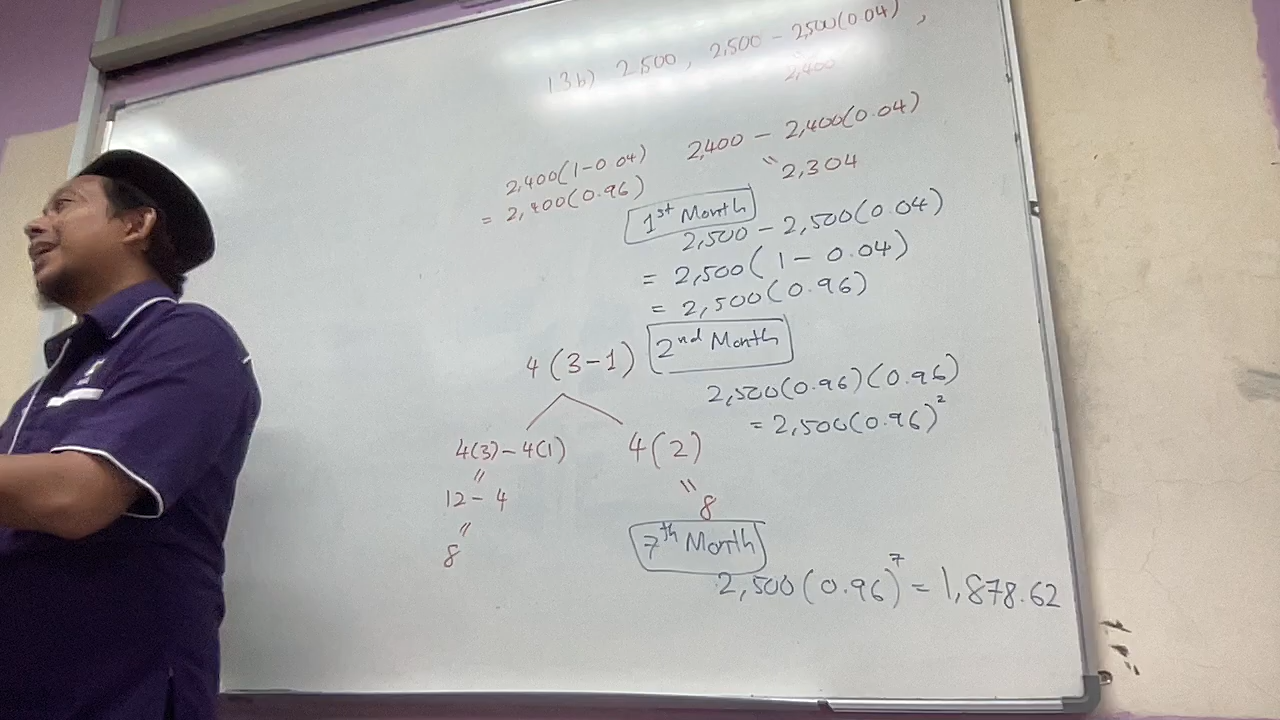 13b) 2,500 , 2,500 - 2,500(0.04) ,
2,400
2,400(1-0.04)
= 2,400(0.96)
2,400 - 2,400(0.04)
" 2,304
1st Month
2,500 - 2,500(0.04)
= 2,500(1 - 0.04)
= 2,500(0.96)
4(3-1)
2nd Month
2,500(0.96)(0.96)
= 2,500(0.96)²
4(3)-4(1)
"
12 - 4
"
8
4(2)
"
8
7th Month
2,500(0.96)⁷ = 1,878.62